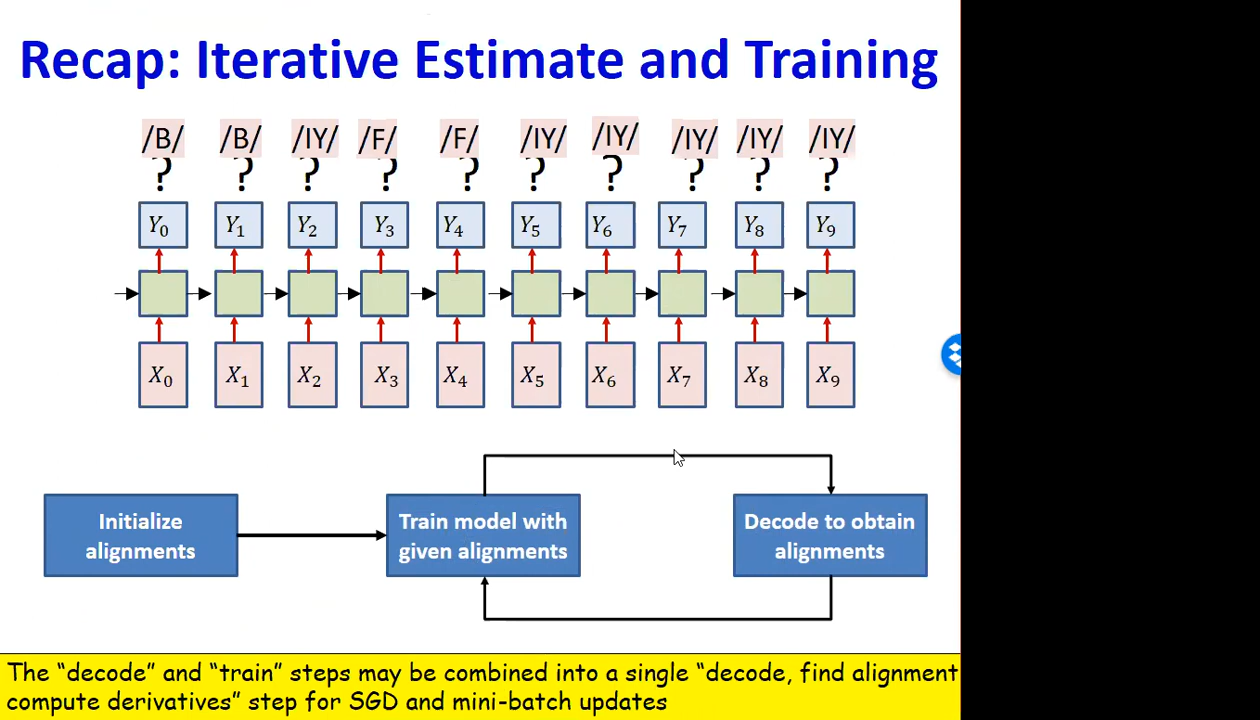 Recap: Iterative Estimate and Training
/B/ /B/ /IY/ /F/ /F/ /IY/ /IY/ /IY/ /IY/ /IY/
? ? ? ? ? ? ? ? ? ?
Y₀ Y₁ Y₂ Y₃ Y₄ Y₅ Y₆ Y₇ Y₈ Y₉
X₀ X₁ X₂ X₃ X₄ X₅ X₆ X₇ X₈ X₉
Initialize
alignments
Train model with
given alignments
Decode to obtain
alignments
The “decode” and “train” steps may be combined into a single “decode, find alignment
compute derivatives” step for SGD and mini-batch updates